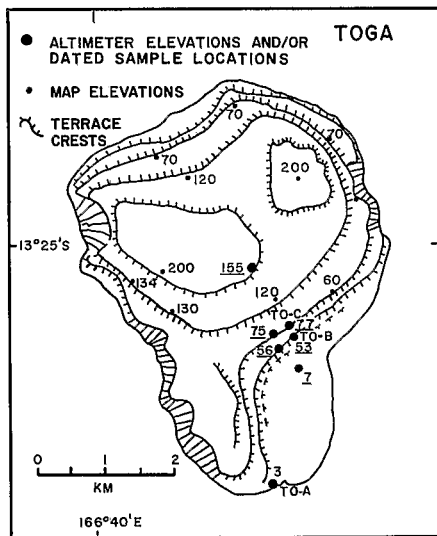 TOGA
ALTIMETER ELEVATIONS AND/OR
DATED SAMPLE LOCATIONS
MAP ELEVATIONS
TERRACE
CRESTS
70
70
70
120
200
13°25'S
200
155
134
130
120
60
TO-C
77
75
TO-B
56
53
7
0 2
KM
3
TO-A
166°40'E